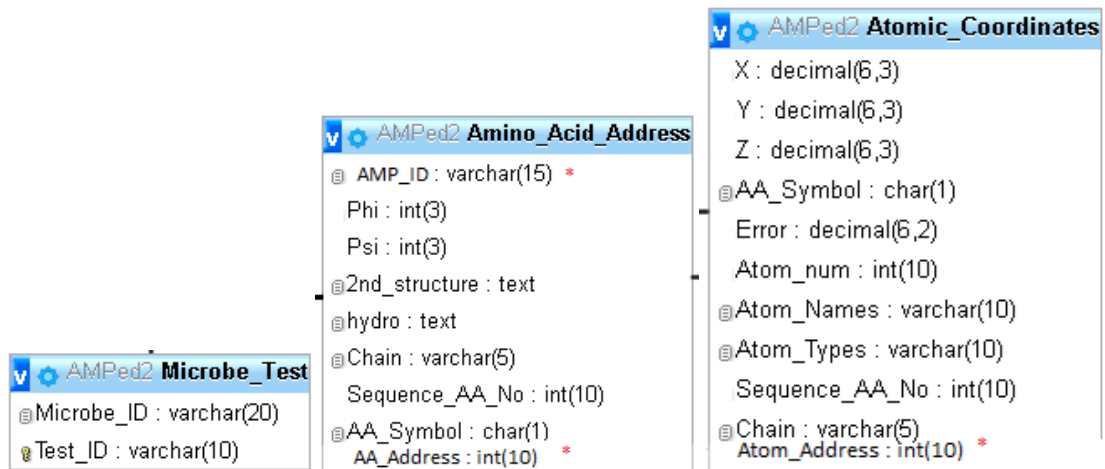 v AMPed2 Microbe_Test
Microbe_ID : varchar(20)
Test_ID : varchar(10)
v AMPed2 Amino_Acid_Address
AMP_ID : varchar(15) *
Phi : int(3)
Psi : int(3)
2nd_structure : text
hydro : text
Chain : varchar(5)
Sequence_AA_No : int(10)
AA_Symbol : char(1)
AA_Address : int(10) *
v AMPed2 Atomic_Coordinates
X : decimal(6,3)
Y : decimal(6,3)
Z : decimal(6,3)
AA_Symbol : char(1)
Error : decimal(6,2)
Atom_num : int(10)
Atom_Names : varchar(10)
Atom_Types : varchar(10)
Sequence_AA_No : int(10)
Chain : varchar(5)
Atom_Address : int(10) *